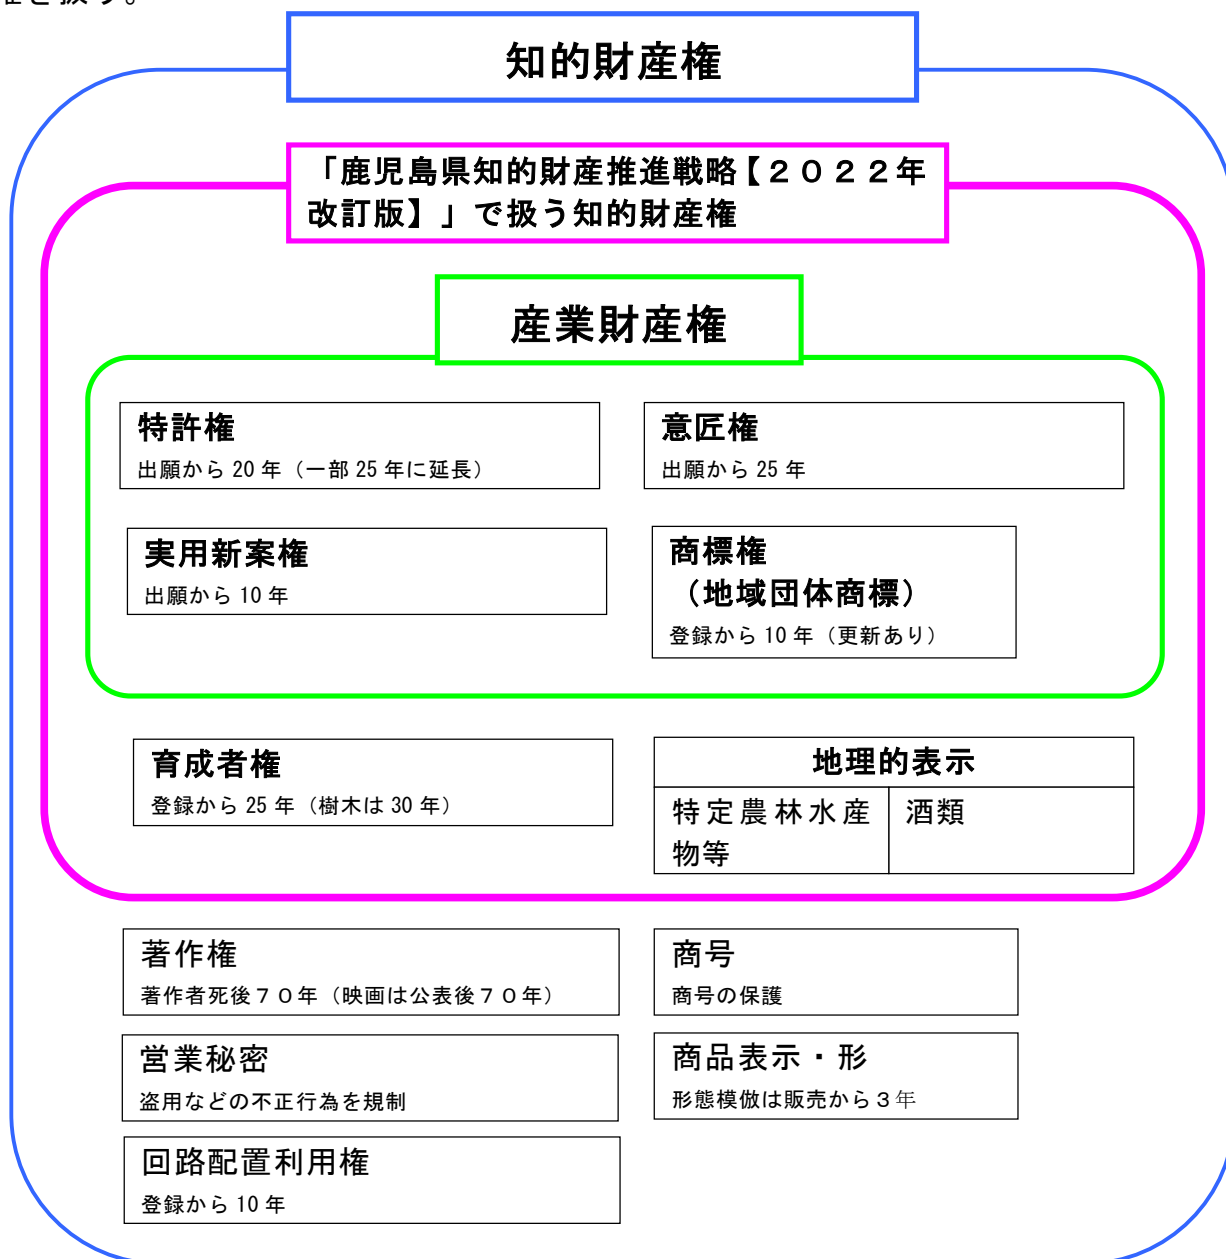 権を扱う。
知的財産権
「鹿児島県知的財産推進戦略【２０２２年
改訂版】」で扱う知的財産権
産業財産権
特許権
出願から 20 年（一部 25 年に延長）
意匠権
出願から 25 年
実用新案権
出願から 10 年
商標権
（地域団体商標）
登録から 10 年（更新あり）
育成者権
登録から 25 年（樹木は 30 年）
地理的表示
特定農林水産
物等
酒類
著作権
著作者死後７０年（映画は公表後７０年）
商号
商号の保護
営業秘密
盗用などの不正行為を規制
商品表示・形
形態模倣は販売から３年
回路配置利用権
登録から 10 年